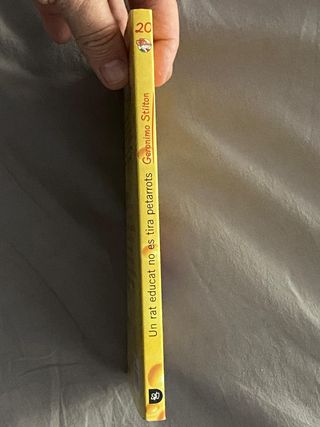 20
Geronimo Stilton
Un rat educat no es tira petarrots